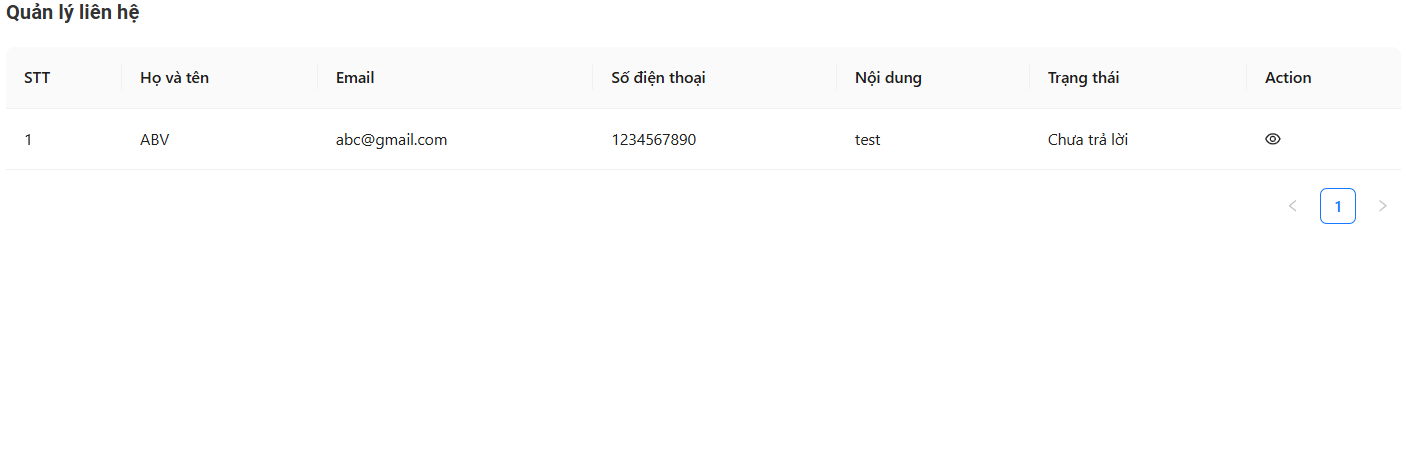 Quản lý liên hệ
STT Họ và tên Email Số điện thoại Nội dung Trạng thái Action
1 ABV abc@gmail.com 1234567890 test Chưa trả lời
1